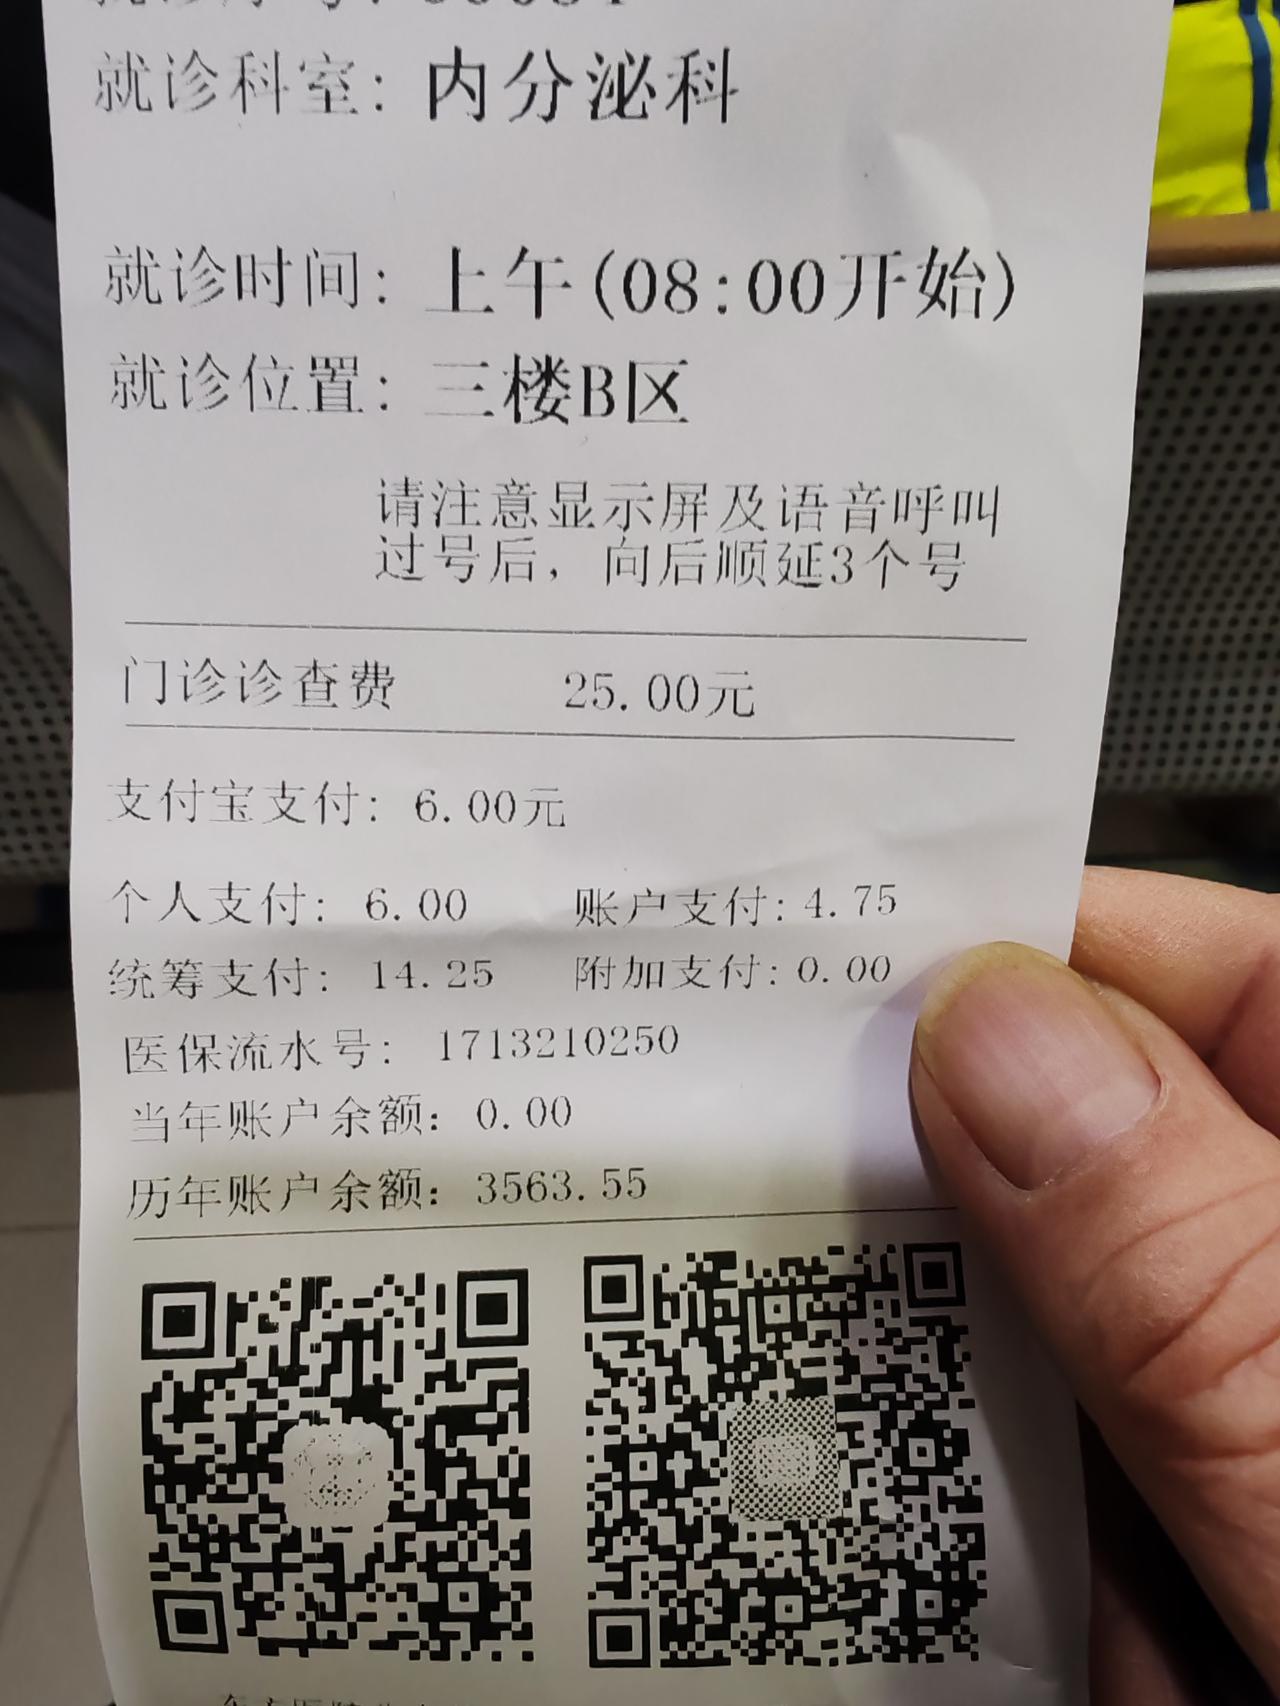 就诊科室: 内分泌科
就诊时间: 上午(08:00开始)
就诊位置: 三楼B区
请注意显示屏及语音呼叫
过号后, 向后顺延3个号
门诊诊查费 25.00元
支付宝支付: 6.00元
个人支付: 6.00 账户支付: 4.75
统筹支付: 14.25 附加支付: 0.00
医保流水号: 1713210250
当年账户余额: 0.00
历年账户余额: 3563.55